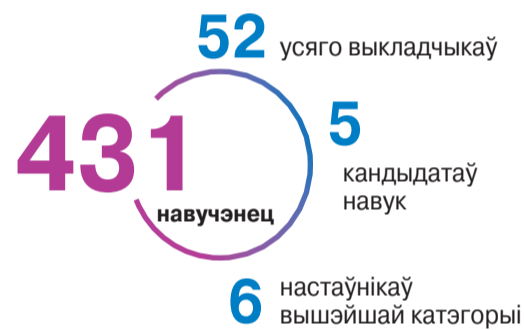 52 усяго выкладчыкаў
431
навучэнец
5
кандыдатаў
навук
6 настаўнікаў
вышэйшай катэгорыі